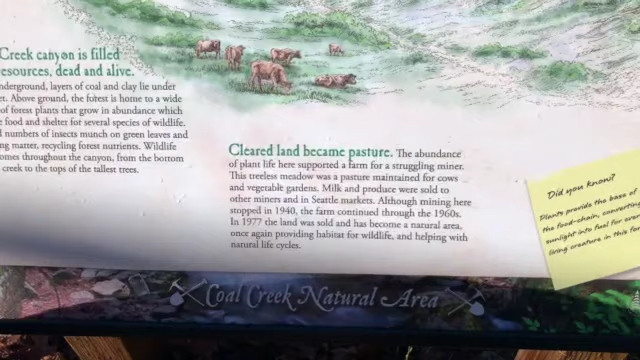 Creek canyon is filled
esources, dead and alive.
nderground, layers of coal and clay lie under
et. Above ground, the forest is home to a wide
of forest plants that grow in abundance which
food and shelter for several species of wildlife.
numbers of insects munch on green leaves and
ng matter, recycling forest nutrients. Wildlife
omes throughout the canyon, from the bottom
creek to the tops of the tallest trees.
Cleared land became pasture. The abundance
of plant life here supported a farm for a struggling miner.
This treeless meadow was a pasture maintained for cows
and vegetable gardens. Milk and produce were sold to
other miners and in Seattle markets. Although mining here
stopped in 1940, the farm continued through the 1960s.
In 1977 the land was sold and has become a natural area,
once again providing habitat for wildlife, and helping with
natural life cycles.
Did you know?
Plants provide the base of
the food-chain, converting
sunlight into fuel for
living creature in this for
Coal Creek Natural Area